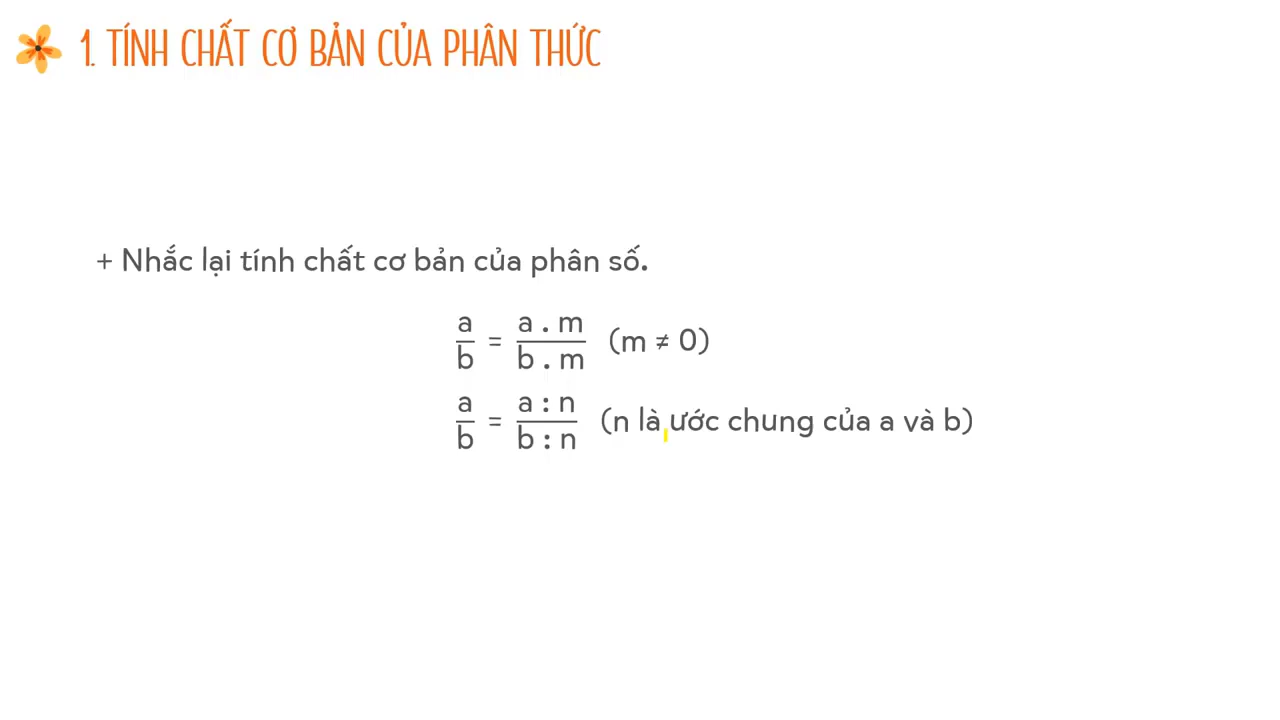 1. TÍNH CHẤT CƠ BẢN CỦA PHÂN THỨC
+ Nhắc lại tính chất cơ bản của phân số.
a/b = a . m/b . m (m ≠ 0)
a/b = a : n/b : n (n là ước chung của a và b)